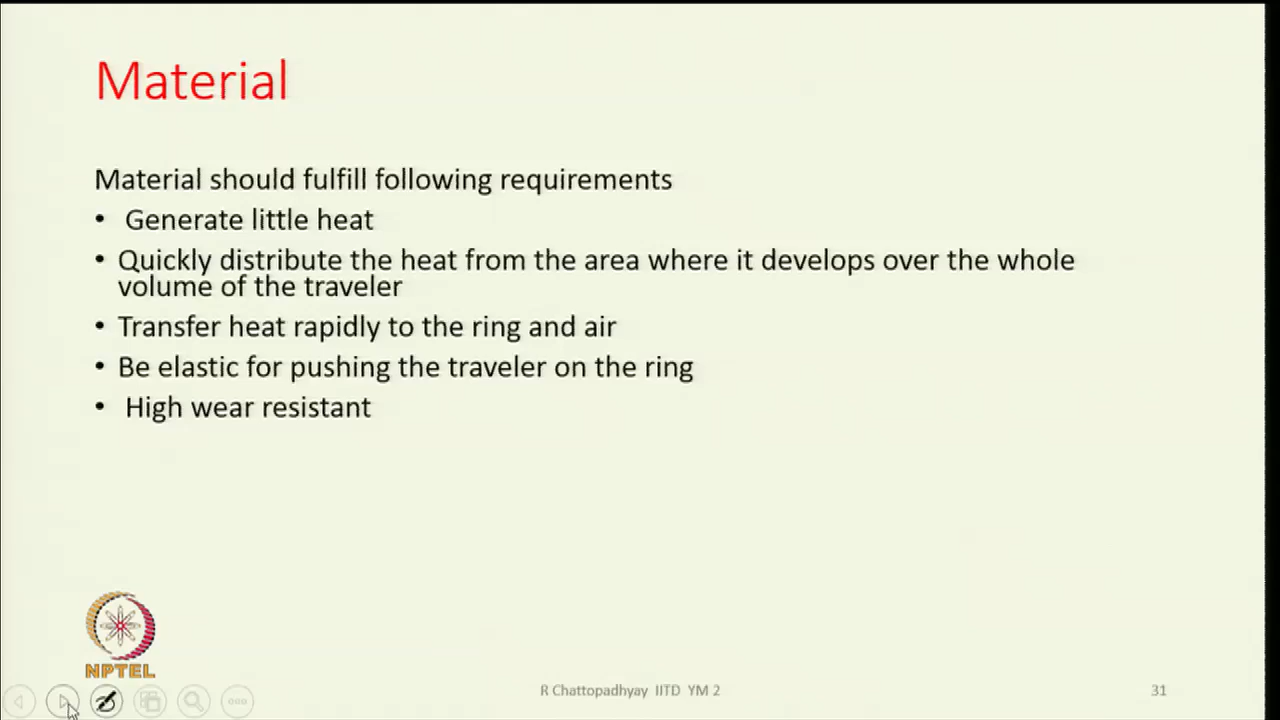 Material
Material should fulfill following requirements
• Generate little heat
• Quickly distribute the heat from the area where it develops over the whole
volume of the traveler
• Transfer heat rapidly to the ring and air
• Be elastic for pushing the traveler on the ring
• High wear resistant
NPTEL
R Chattopadhyay IITD YM 2
31